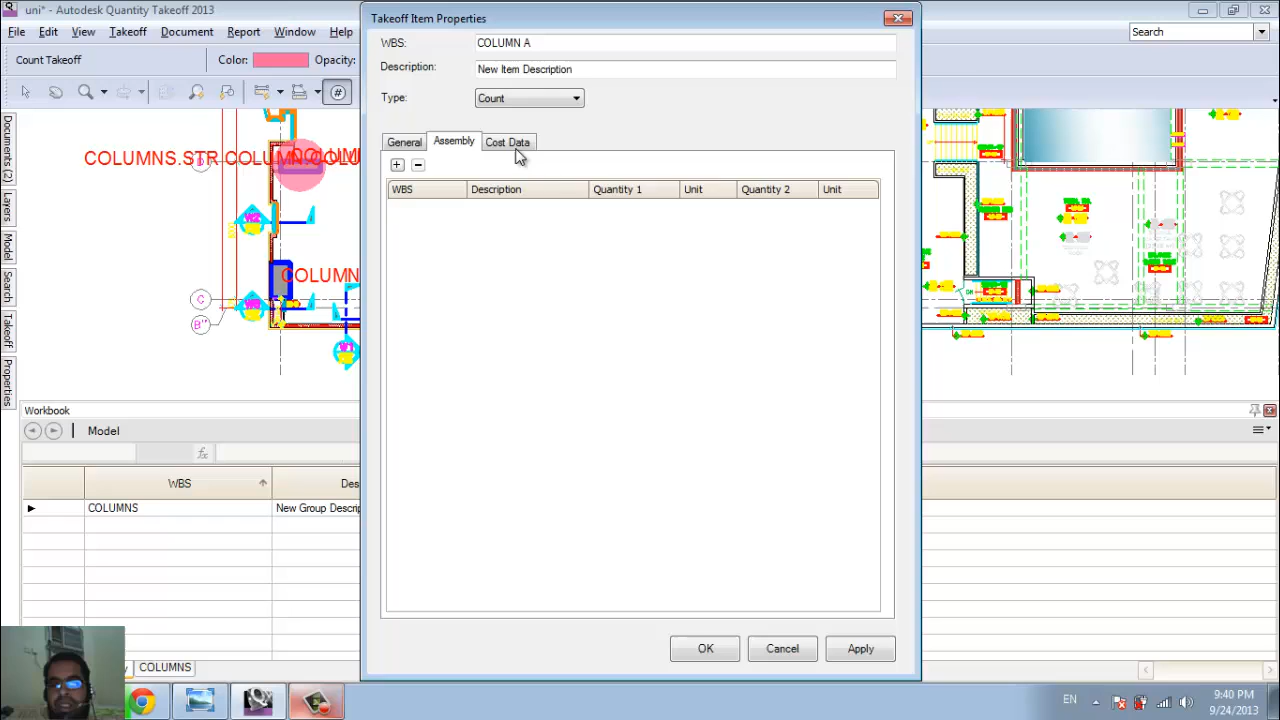 uni* - Autodesk Quantity Takeoff 2013
File Edit View Takeoff Document Report Window Help
Search
Count Takeoff Color: Opacity:
Takeoff Item Properties
WBS: COLUMN A
Description: New Item Description
Type: Count
General Assembly Cost Data
WBS Description Quantity 1 Unit Quantity 2 Unit
OK Cancel Apply
Documents (2)
Layers
Model
Search
Takeoff
Properties
COLUMNS.STR
COLUMN
C
B"
W2
Workbook
Model
fx
WBS
COLUMNS New Group Descrip
COLUMNS
EN
9:40 PM
9/24/2013